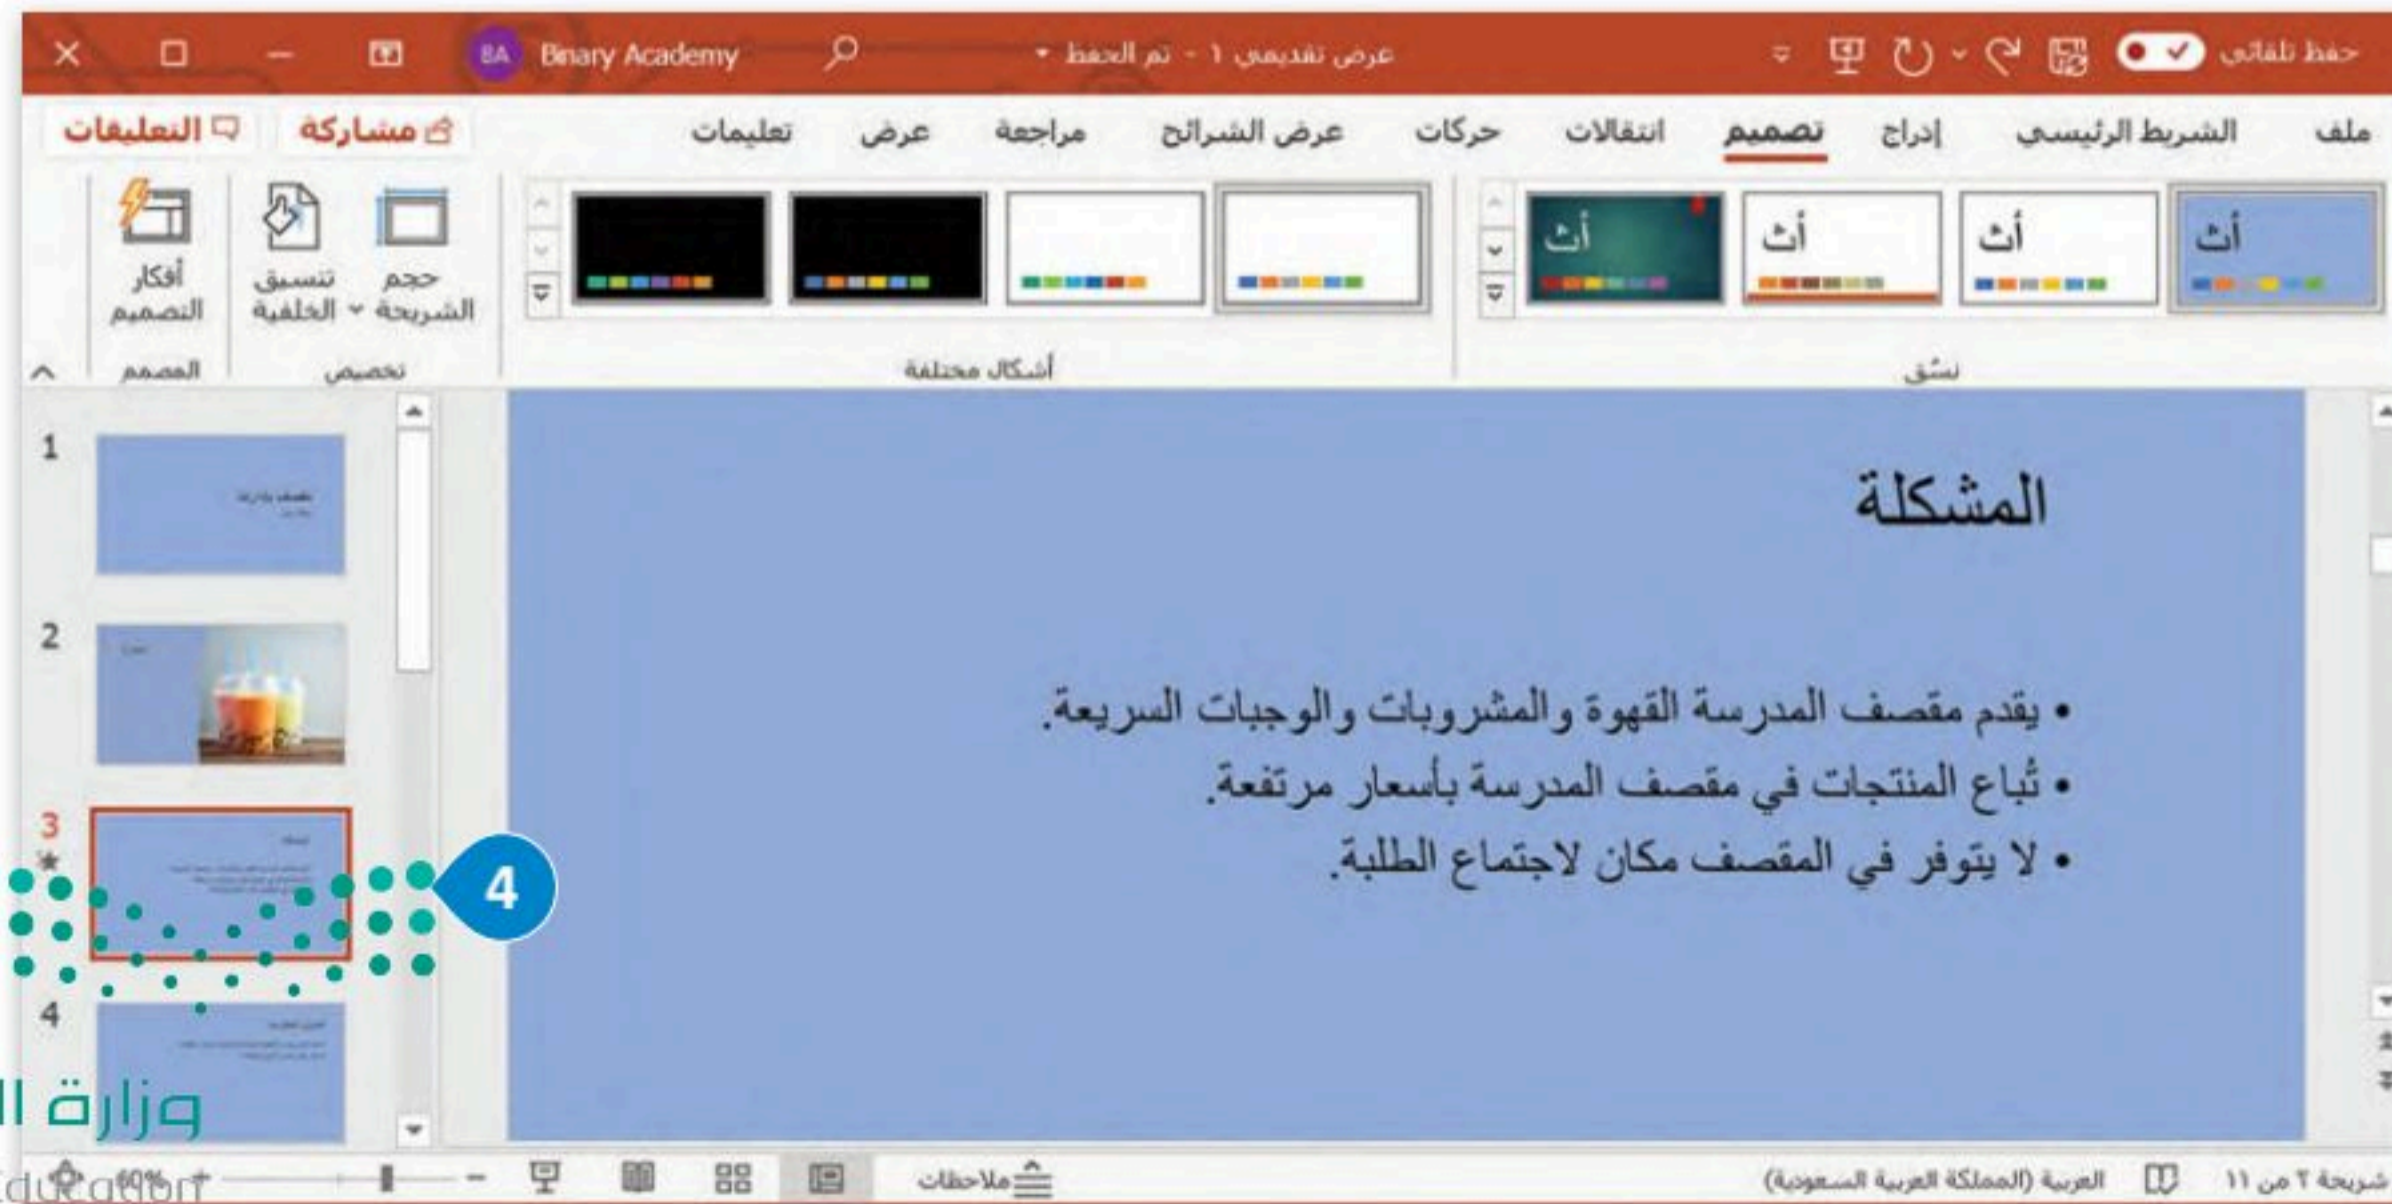 حفظ تلقائي
عرض تقديمي ١ - تم الحفظ
Binary Academy
BA
ملف
الشريط الرئيسي
إدراج
تصميم
انتقالات
حركات
عرض الشرائح
مراجعة
عرض
تعليمات
مشاركة
التعليقات
أث
أث
أث
أث
حجم الشريحة
تنسيق الخلفية
أفكار التصميم
نسق
أشكال مختلفة
تخصيص
المصمم
1
2
3
4
4
المشكلة
• يقدم مقصف المدرسة القهوة والمشروبات والوجبات السريعة.
• تُباع المنتجات في مقصف المدرسة بأسعار مرتفعة.
• لا يتوفر في المقصف مكان لاجتماع الطلبة.
وزارة
شريحة ٣ من ١١
العربية (المملكة العربية السعودية)
ملاحظات
60%
Education